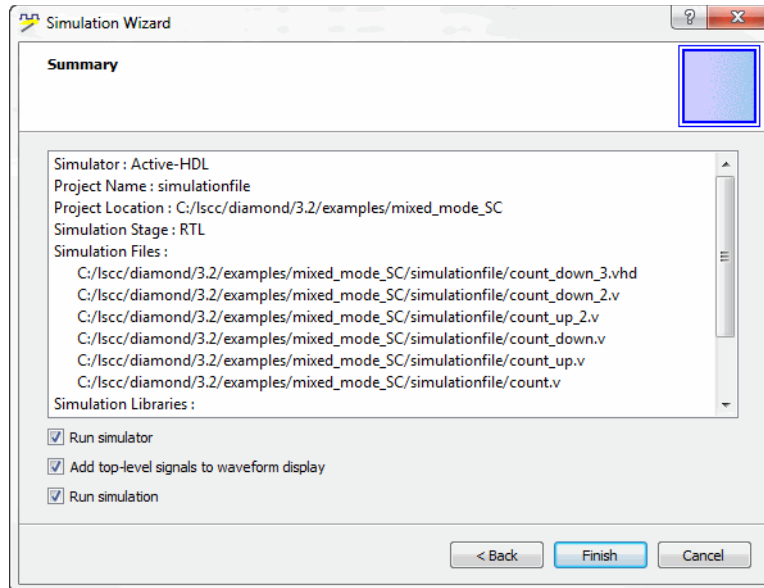 Simulation Wizard
Summary
Simulator : Active-HDL
Project Name : simulationfile
Project Location : C:/lscc/diamond/3.2/examples/mixed_mode_SC
Simulation Stage : RTL
Simulation Files :
C:/lscc/diamond/3.2/examples/mixed_mode_SC/simulationfile/count_down_3.vhd
C:/lscc/diamond/3.2/examples/mixed_mode_SC/simulationfile/count_down_2.v
C:/lscc/diamond/3.2/examples/mixed_mode_SC/simulationfile/count_up_2.v
C:/lscc/diamond/3.2/examples/mixed_mode_SC/simulationfile/count_down.v
C:/lscc/diamond/3.2/examples/mixed_mode_SC/simulationfile/count_up.v
C:/lscc/diamond/3.2/examples/mixed_mode_SC/simulationfile/count.v
Simulation Libraries :
Run simulator
Add top-level signals to waveform display
Run simulation
< Back Finish Cancel